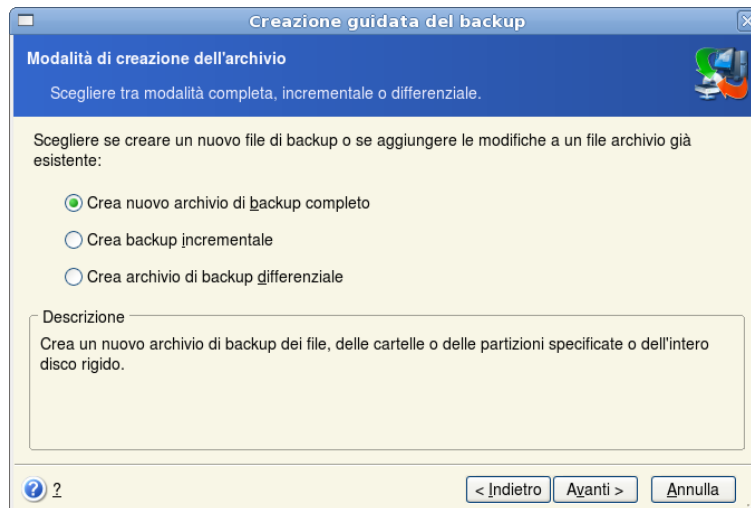 Creazione guidata del backup
Modalità di creazione dell'archivio
Scegliere tra modalità completa, incrementale o differenziale.
Scegliere se creare un nuovo file di backup o se aggiungere le modifiche a un file archivio già
esistente:
Crea nuovo archivio di backup completo
Crea backup incrementale
Crea archivio di backup differenziale
Descrizione
Crea un nuovo archivio di backup dei file, delle cartelle o delle partizioni specificate o dell'intero
disco rigido.
? ? < Indietro Avanti > Annulla